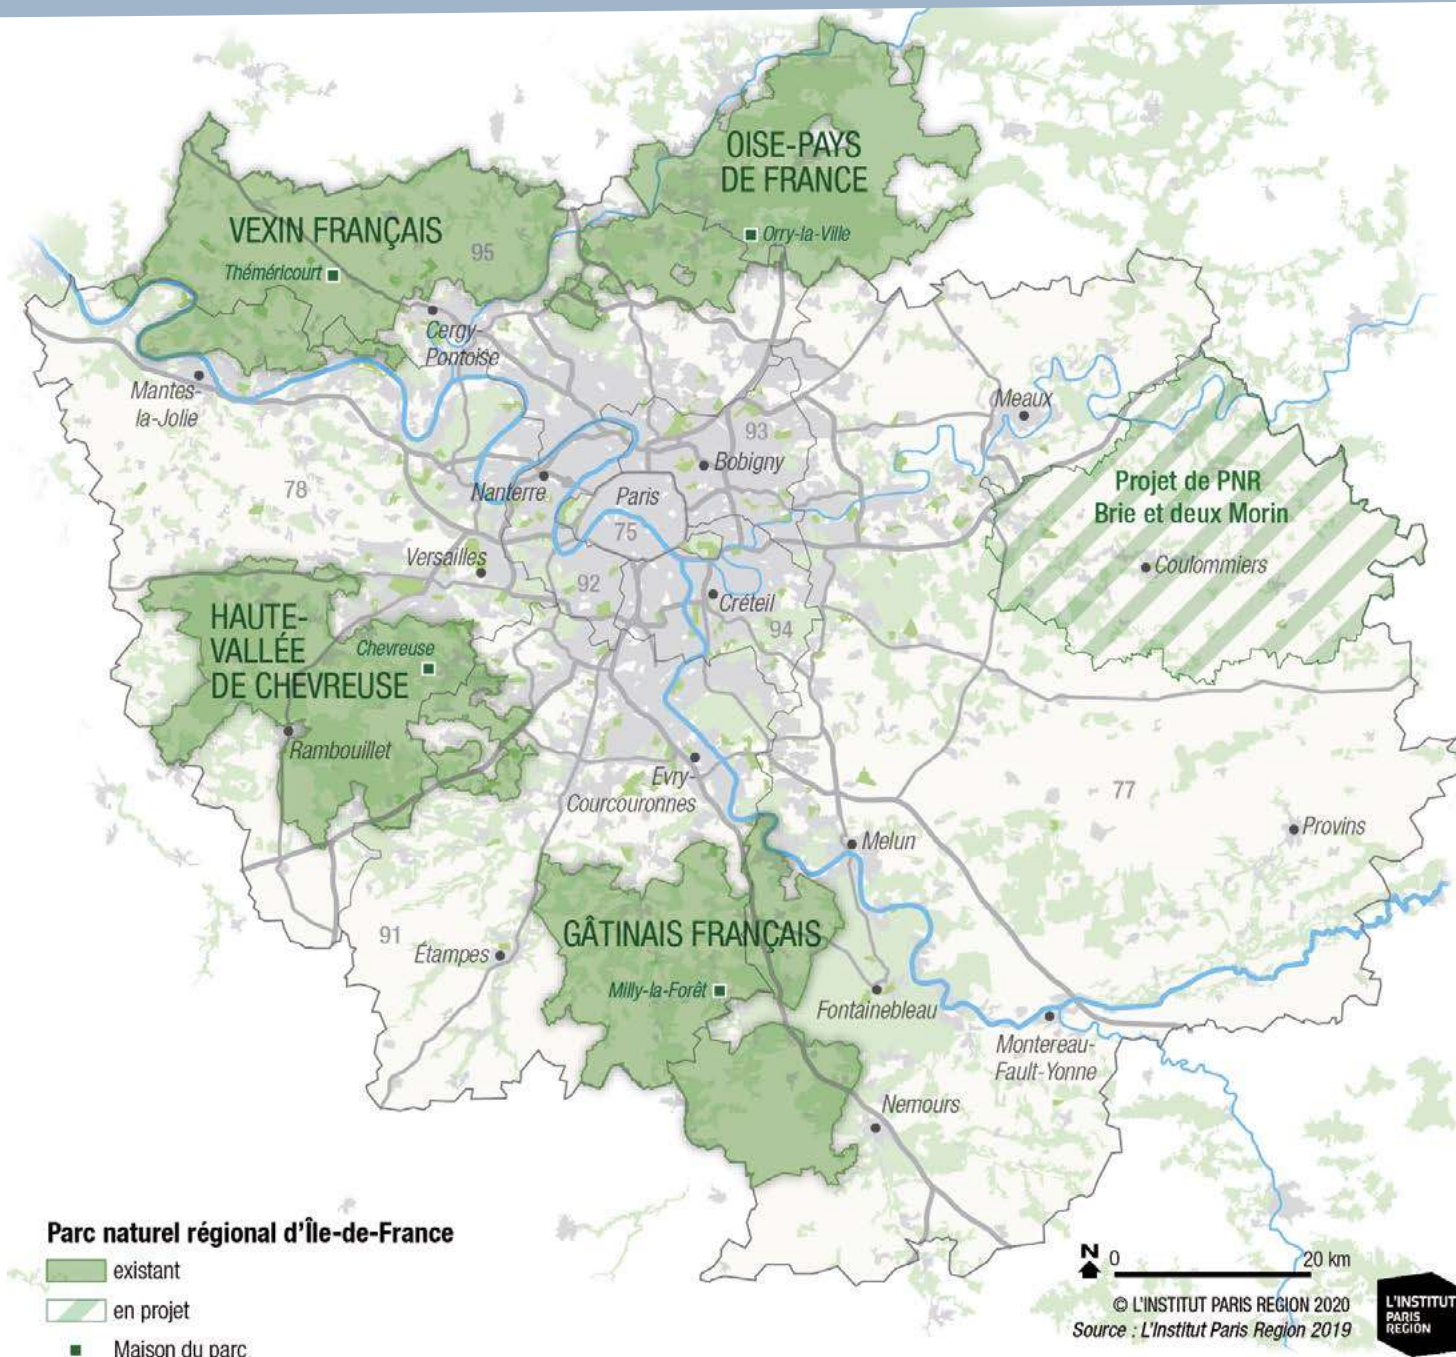 OISE-PAYS
DE FRANCE
Orry-la-Ville
VEXIN FRANÇAIS
95
Théméricourt
Cergy-
Pontoise
Mantes-
la-Jolie
Meaux
93
Bobigny
78
Nanterre
Paris
75
Projet de PNR
Brie et deux Morin
Coulommiers
Versailles
92
Créteil
94
HAUTE-
VALLÉE
DE CHEVREUSE
Chevreuse
Rambouillet
Evry-
Courcouronnes
77
Provins
Melun
91
Étampes
GÂTINAIS FRANÇAIS
Milly-la-Forêt
Fontainebleau
Montereau-
Fault-Yonne
Nemours
Parc naturel régional d'Île-de-France
existant
en projet
Maison du parc
N 0 20 km
© L'INSTITUT PARIS REGION 2020
Source : L'Institut Paris Region 2019
L'INSTITUT
PARIS
REGION